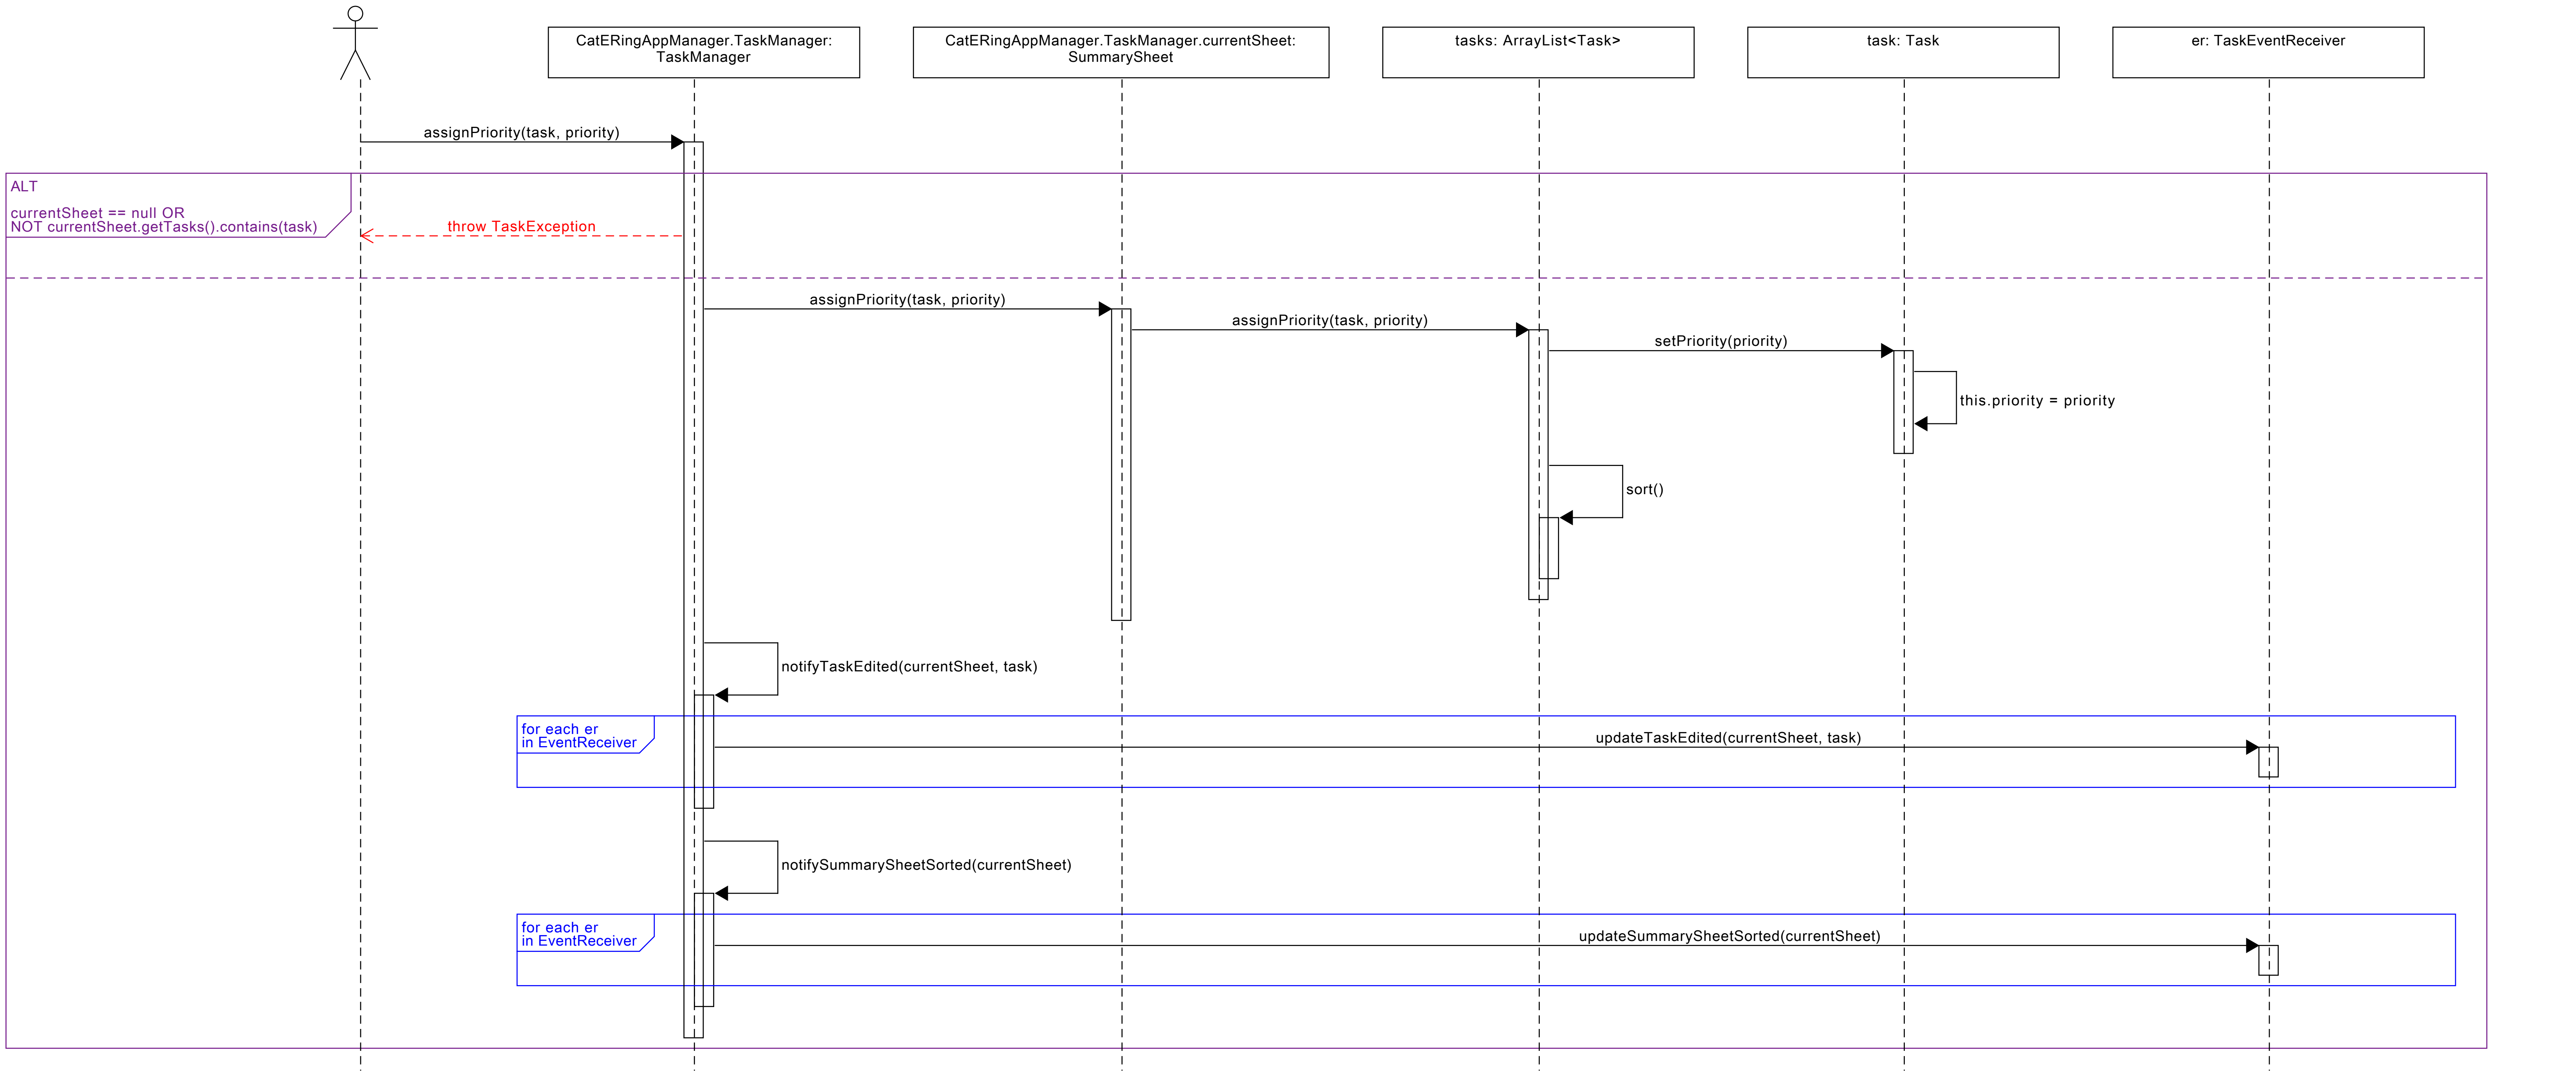 CatERingAppManager.TaskManager:
TaskManager
CatERingAppManager.TaskManager.currentSheet:
SummarySheet
tasks: ArrayList<Task>
task: Task
er: TaskEventReceiver
assignPriority(task, priority)
ALT
currentSheet == null OR
NOT currentSheet.getTasks().contains(task)
throw TaskException
assignPriority(task, priority)
assignPriority(task, priority)
setPriority(priority)
this.priority = priority
sort()
notifyTaskEdited(currentSheet, task)
for each er
in EventReceiver
updateTaskEdited(currentSheet, task)
notifySummarySheetSorted(currentSheet)
for each er
in EventReceiver
updateSummarySheetSorted(currentSheet)